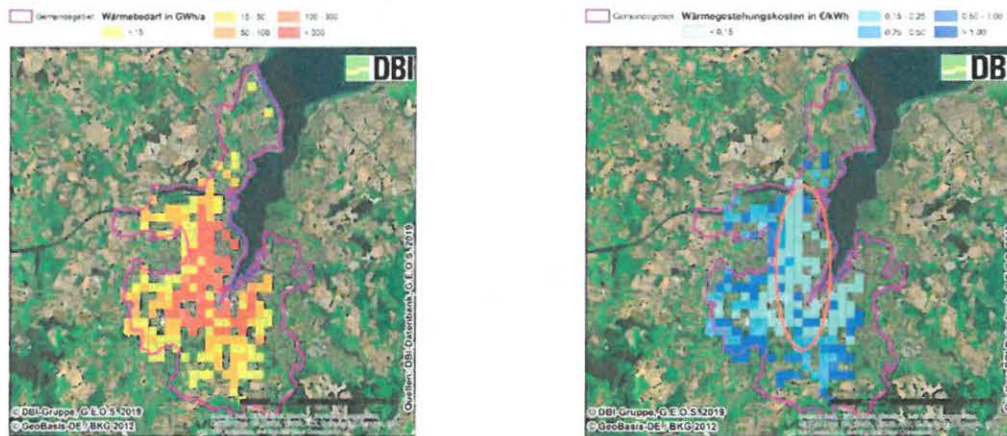 Gemeindegebiet Wärmebedarf in GWh/a
< 15
15 - 50
50 - 100
100 - 300
> 300
DBI
Quellen: DBI-Datenbank, G.E.O.S. 2019
© DBI-Gruppe, G.E.O.S. 2019
© GeoBasis-DE / BKG 2012
Gemeindegebiet Wärmegestehungskosten in €/kWh
< 0,15
0,15 - 0,25
0,25 - 0,50
0,50 - 1,00
> 1,00
DBI
© DBI-Gruppe, G.E.O.S. 2019
© GeoBasis-DE / BKG 2012